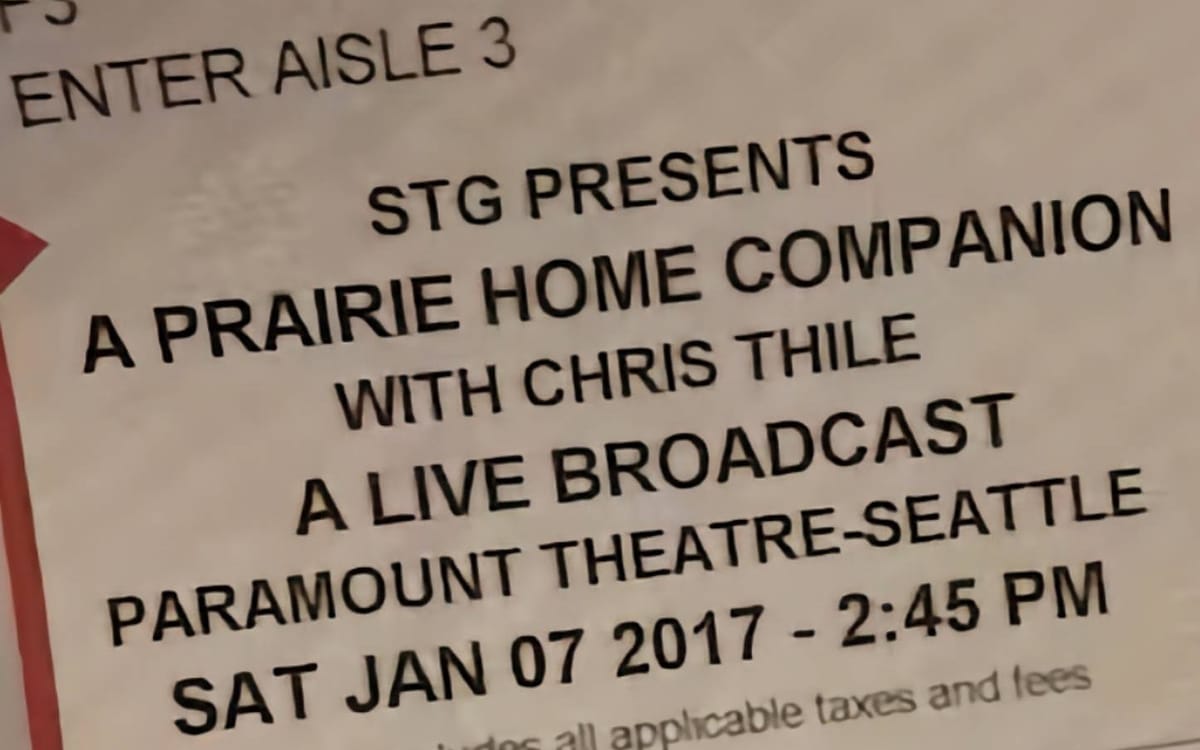 ENTER AISLE 3
STG PRESENTS
A PRAIRIE HOME COMPANION
WITH CHRIS THILE
A LIVE BROADCAST
PARAMOUNT THEATRE-SEATTLE
SAT JAN 07 2017 - 2:45 PM
all applicable taxes and fees